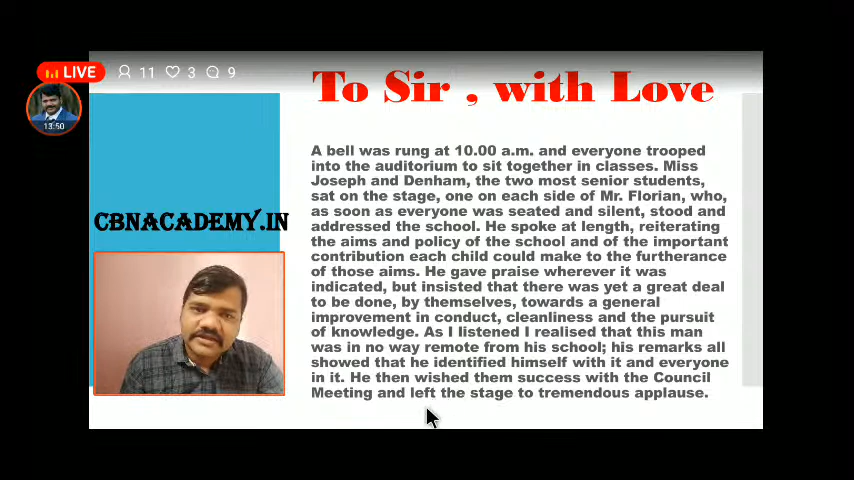 LIVE 11 3 9
13:50
To Sir , with Love
A bell was rung at 10.00 a.m. and everyone trooped
into the auditorium to sit together in classes. Miss
Joseph and Denham, the two most senior students,
sat on the stage, one on each side of Mr. Florian, who,
as soon as everyone was seated and silent, stood and
addressed the school. He spoke at length, reiterating
the aims and policy of the school and of the important
contribution each child could make to the furtherance
of those aims. He gave praise wherever it was
indicated, but insisted that there was yet a great deal
to be done, by themselves, towards a general
improvement in conduct, cleanliness and the pursuit
of knowledge. As I listened I realised that this man
was in no way remote from his school; his remarks all
showed that he identified himself with it and everyone
in it. He then wished them success with the Council
Meeting and left the stage to tremendous applause.
CBNACADEMY.IN